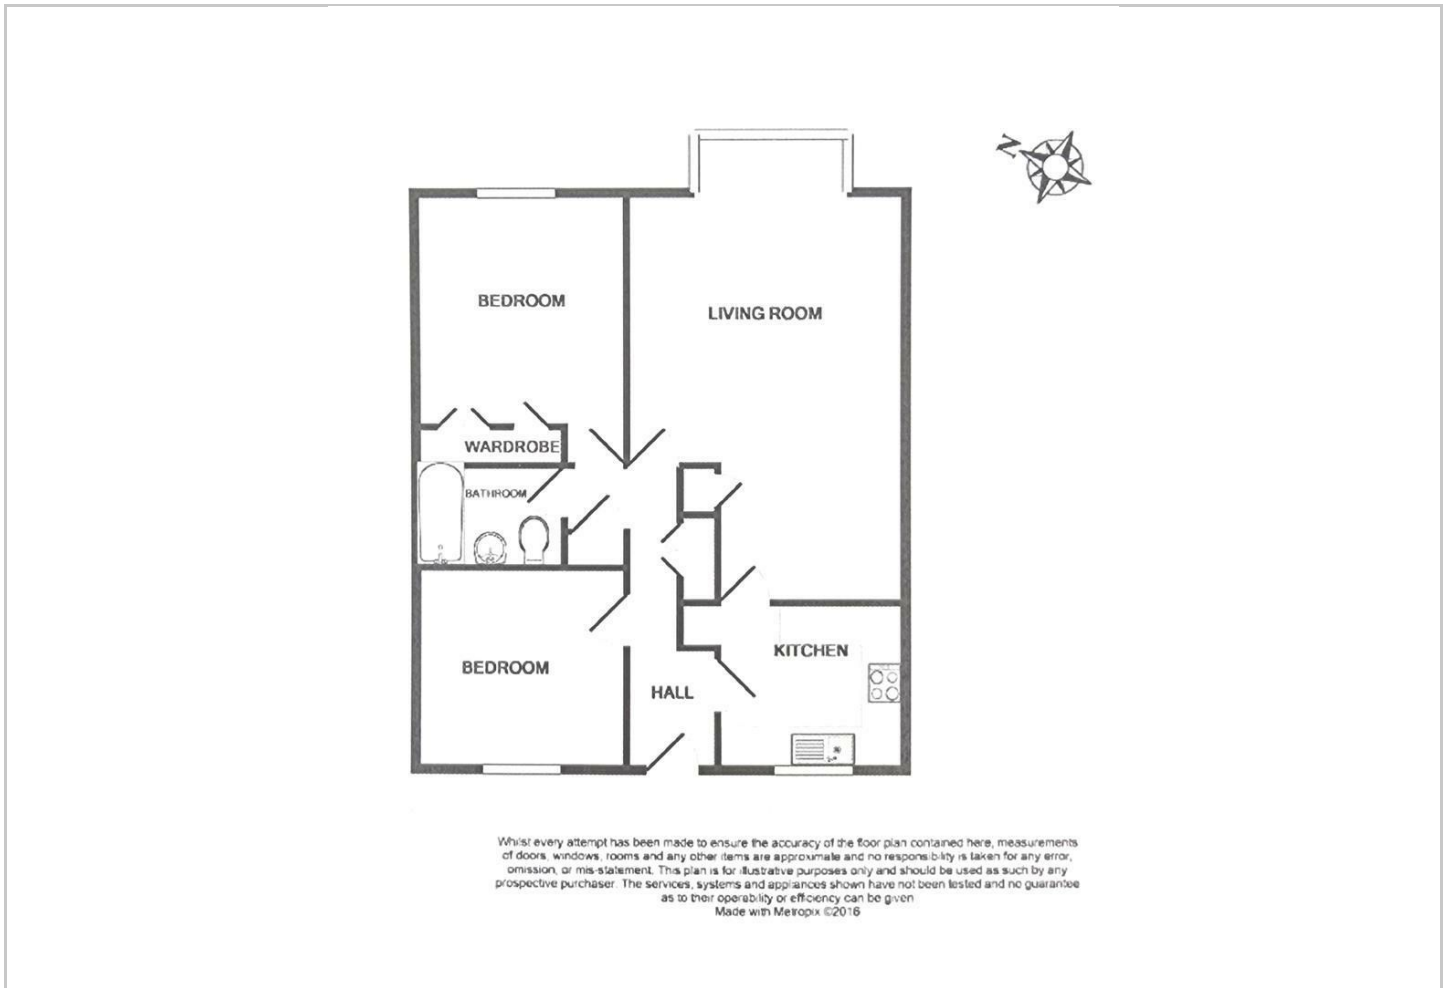 N
BEDROOM
LIVING ROOM
WARDROBE
BATHROOM
KITCHEN
BEDROOM
HALL
Whilst every attempt has been made to ensure the accuracy of the floor plan contained here, measurements
of doors, windows, rooms and any other items are approximate and no responsibility is taken for any error,
omission, or mis-statement. This plan is for illustrative purposes only and should be used as such by any
prospective purchaser. The services, systems and appliances shown have not been tested and no guarantee
as to their operability or efficiency can be given
Made with Metropix ©2016